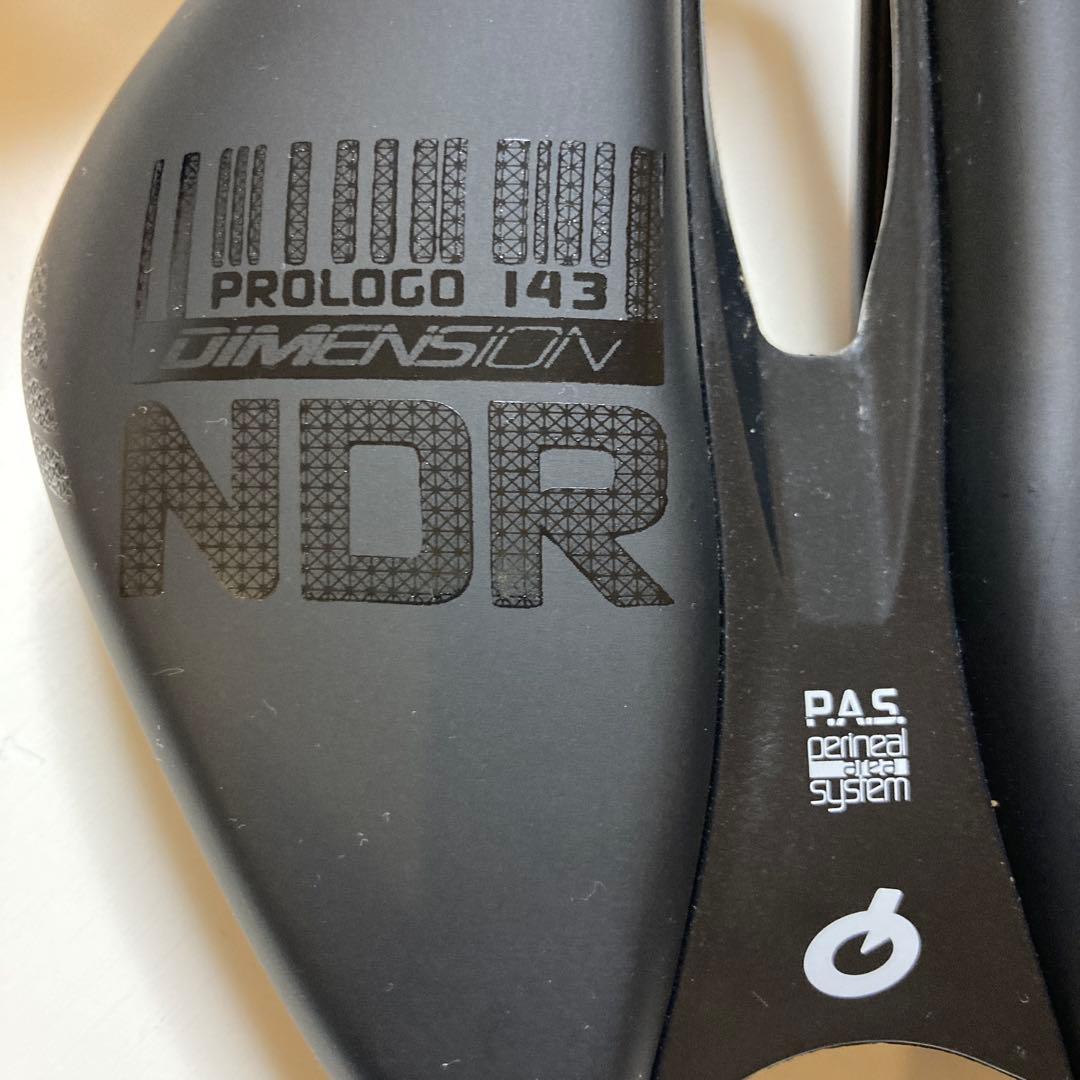 PROLOGO 143
DiMENSiON
NDR
P.A.S.
perineal
area
system